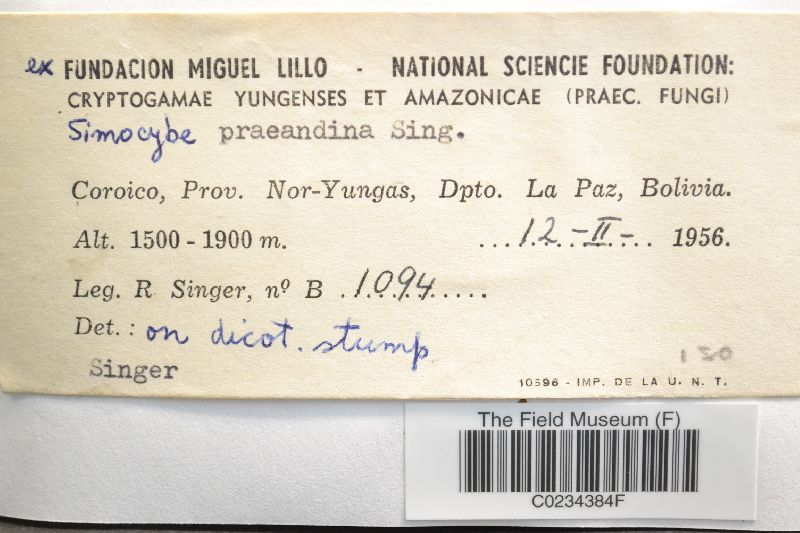 ex FUNDACION MIGUEL LILLO - NATIONAL SCIENCIE FOUNDATION:
CRYPTOGAMAE YUNGENSES ET AMAZONICAE (PRAEC. FUNGI)
Simocybe praeandina Sing.
Coroico, Prov. Nor-Yungas, Dpto. La Paz, Bolivia.
Alt. 1500 - 1900 m. ...12.-II-... 1956.
Leg. R Singer, nº B .1094.....
Det.: on dicot. stump
Singer
150
10596 - IMP. DE LA U. N. T.
The Field Museum (F)
C0234384F